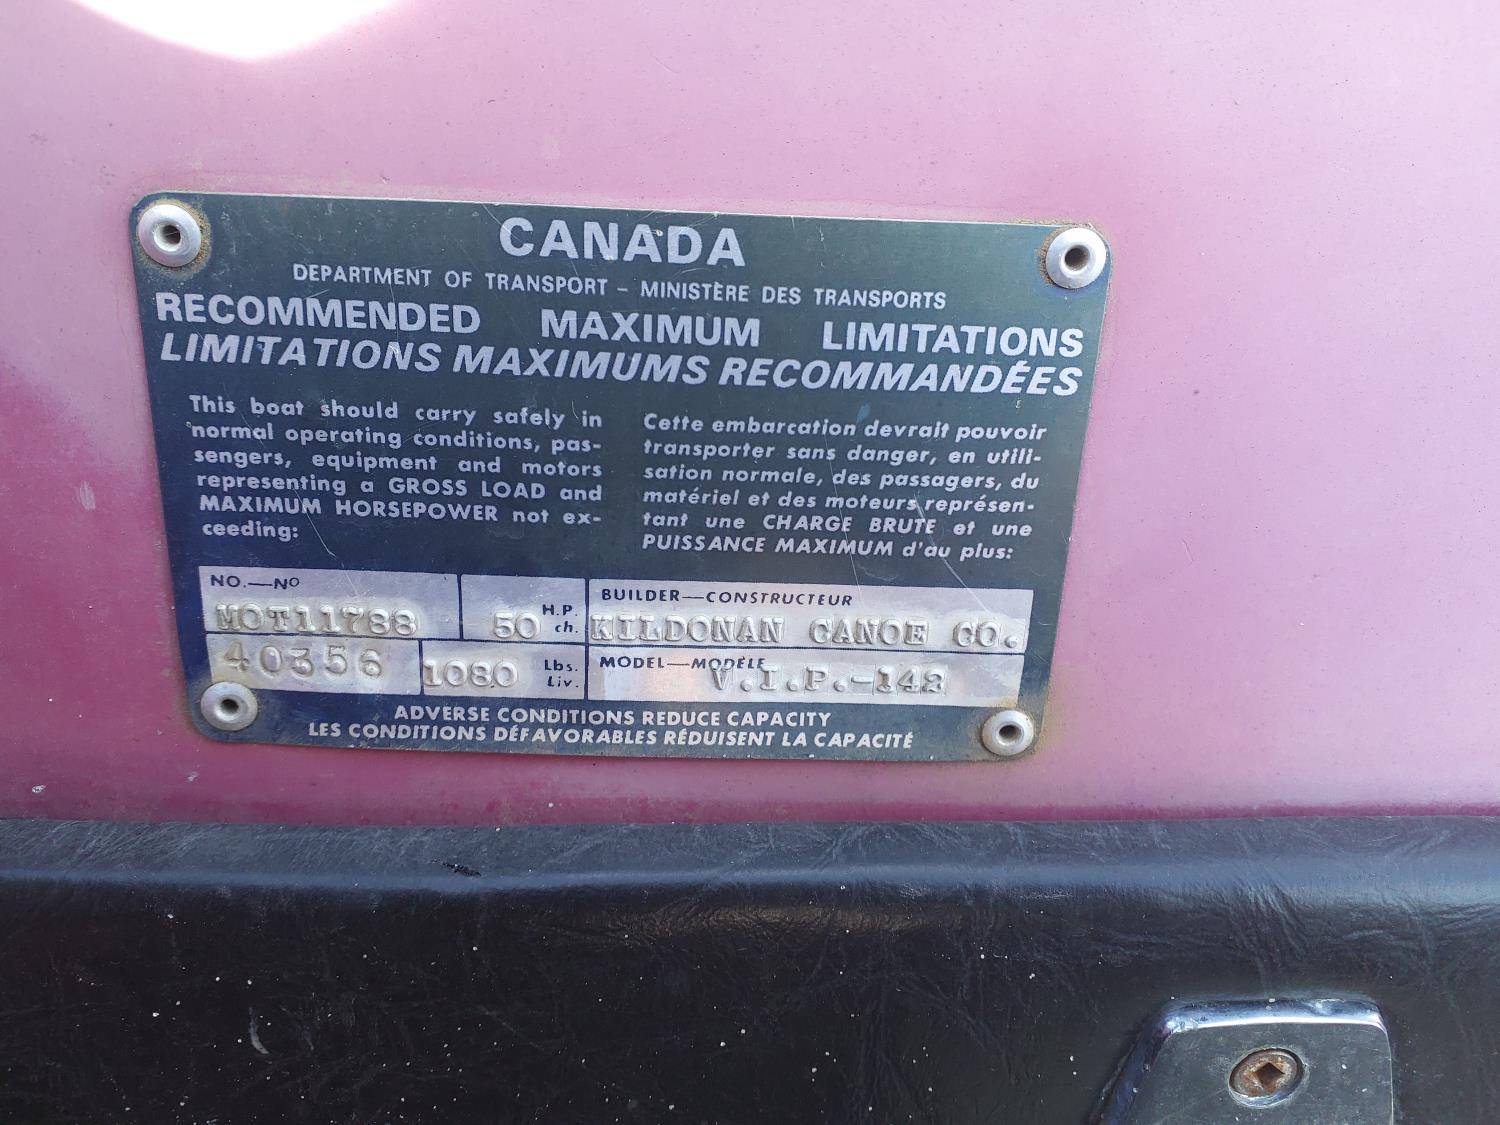 CANADA
DEPARTMENT OF TRANSPORT – MINISTÈRE DES TRANSPORTS
RECOMMENDED MAXIMUM LIMITATIONS
LIMITATIONS MAXIMUMS RECOMMANDÉES
This boat should carry safely in
normal operating conditions, pas-
sengers, equipment and motors
representing a GROSS LOAD and
MAXIMUM HORSEPOWER not ex-
ceeding:
Cette embarcation devrait pouvoir
transporter sans danger, en utili-
sation normale, des passagers, du
matériel et des moteurs représen-
tant une CHARGE BRUTE et une
PUISSANCE MAXIMUM d'au plus:
NO.—Nº
MOT11788
50 H.P.
ch.
BUILDER—CONSTRUCTEUR
KILDONAN CANOE CO.
40356
1080 Lbs.
Liv.
MODEL—MODÈLE
V.I.P.-142
ADVERSE CONDITIONS REDUCE CAPACITY
LES CONDITIONS DÉFAVORABLES RÉDUISENT LA CAPACITÉ